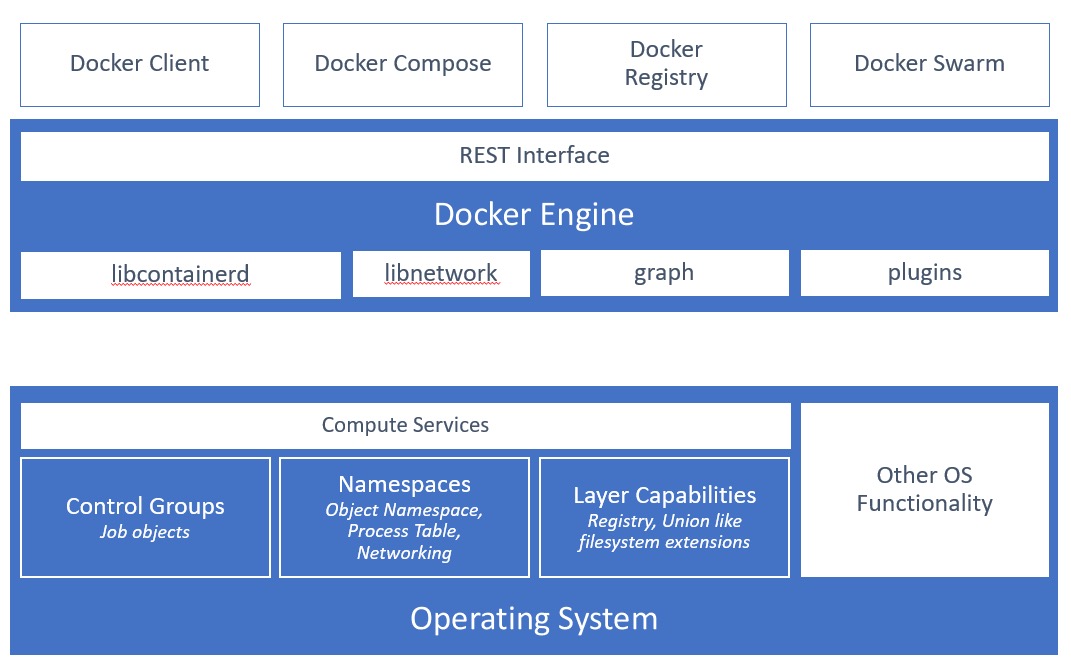 Docker Client
Docker Compose
Docker
Registry
Docker Swarm
REST Interface
Docker Engine
libcontainerd
libnetwork
graph
plugins
Compute Services
Control Groups
Job objects
Namespaces
Object Namespace,
Process Table,
Networking
Layer Capabilities
Registry, Union like
filesystem extensions
Other OS
Functionality
Operating System